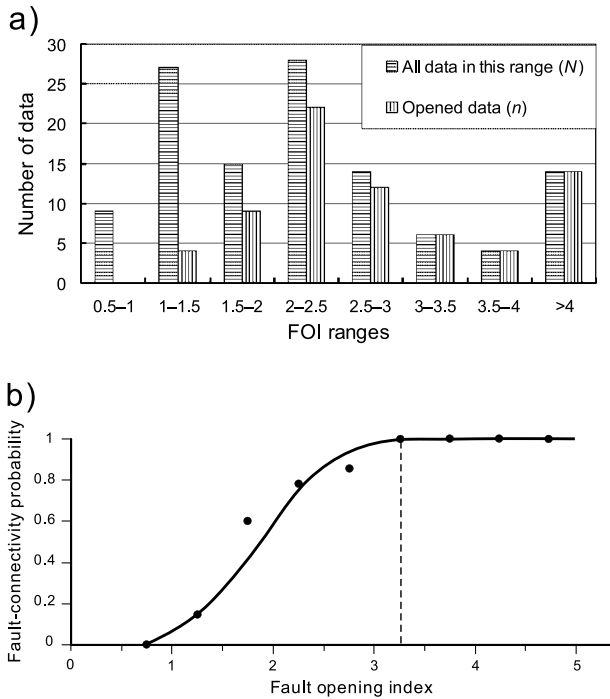 a)
30
25
20
15
10
5
0
Number of data
All data in this range (N)
Opened data (n)
0.5–1 1–1.5 1.5–2 2–2.5 2.5–3 3–3.5 3.5–4 >4
FOI ranges
b)
1
0.8
0.6
0.4
0.2
0
Fault-connectivity probability
0 1 2 3 4 5
Fault opening index